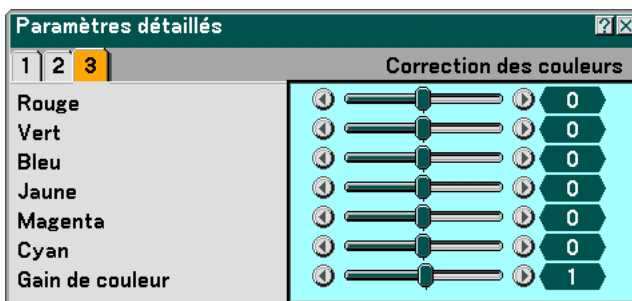 Paramètres détaillés ?
1 2 3 Correction des couleurs
Rouge 0
Vert 0
Bleu 0
Jaune 0
Magenta 0
Cyan 0
Gain de couleur 1